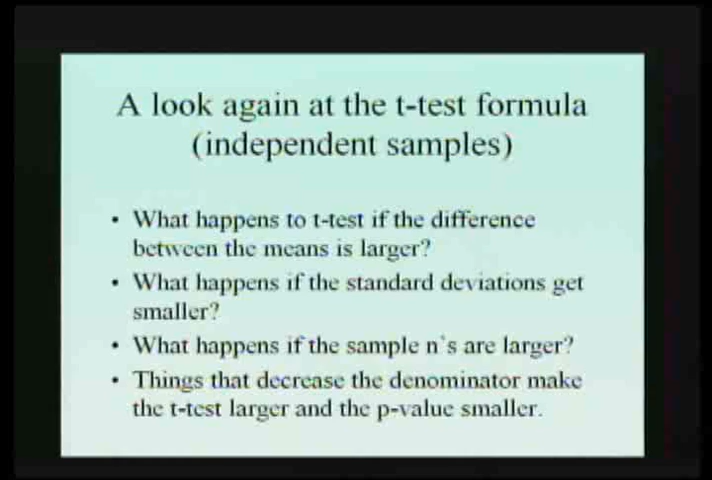 A look again at the t-test formula
(independent samples)
• What happens to t-test if the difference
between the means is larger?
• What happens if the standard deviations get
smaller?
• What happens if the sample n's are larger?
• Things that decrease the denominator make
the t-test larger and the p-value smaller.